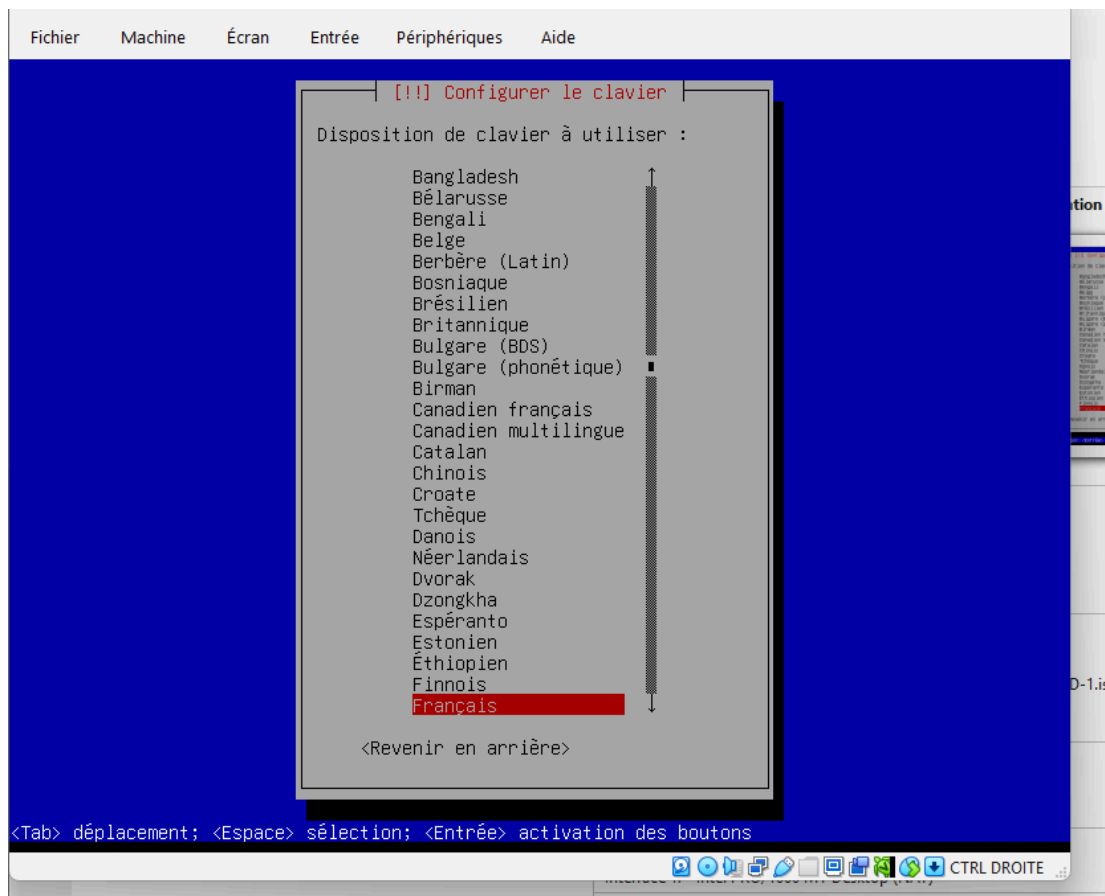 Fichier Machine Écran Entrée Périphériques Aide
[!!] Configurer le clavier
Disposition de clavier à utiliser :
Bangladesh
Bélarusse
Bengali
Belge
Berbère (Latin)
Bosniaque
Brésilien
Britannique
Bulgare (BDS)
Bulgare (phonétique)
Birman
Canadien français
Canadien multilingue
Catalan
Chinois
Croate
Tchèque
Danois
Néerlandais
Dvorak
Dzongkha
Espéranto
Estonien
Éthiopien
Finnois
Français
<Revenir en arrière>
<Tab> déplacement; <Espace> sélection; <Entrée> activation des boutons
CTRL DROITE
ation
D-1.is